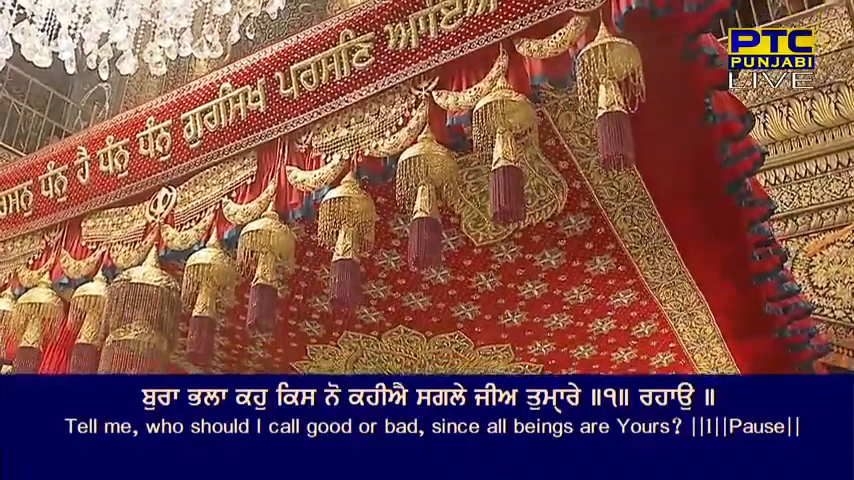 PTC
PUNJABI
LIVE
ਧੰਨ ਹੈ ਧੰਨੁ ਧੰਨੁ ਗੁਰਸਿਖ ਪਰਸਣਿ ਆਇਆ
ਬੁਰਾ ਭਲਾ ਕਹੁ ਕਿਸ ਨੋ ਕਹੀਐ ਸਗਲੇ ਜੀਅ ਤੁਮ੍ਹਾਰੇ ॥੧॥ ਰਹਾਉ ॥
Tell me, who should I call good or bad, since all beings are Yours? ||1||Pause||